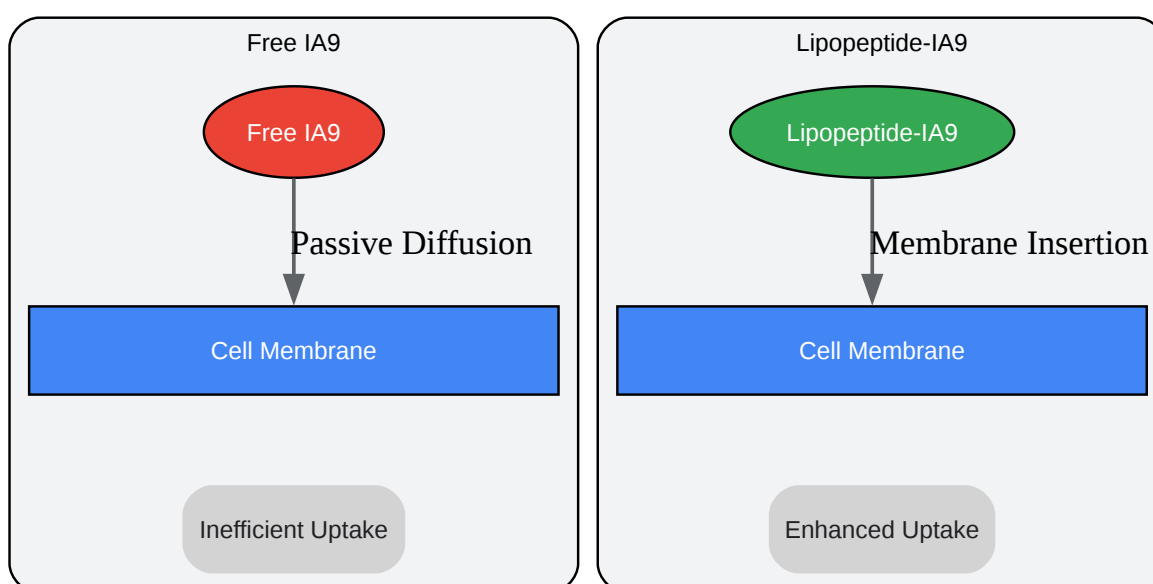 Free IA9
Free IA9
Passive Diffusion
Cell Membrane
Inefficient Uptake
Lipopeptide-IA9
Lipopeptide-IA9
Membrane Insertion
Cell Membrane
Enhanced Uptake